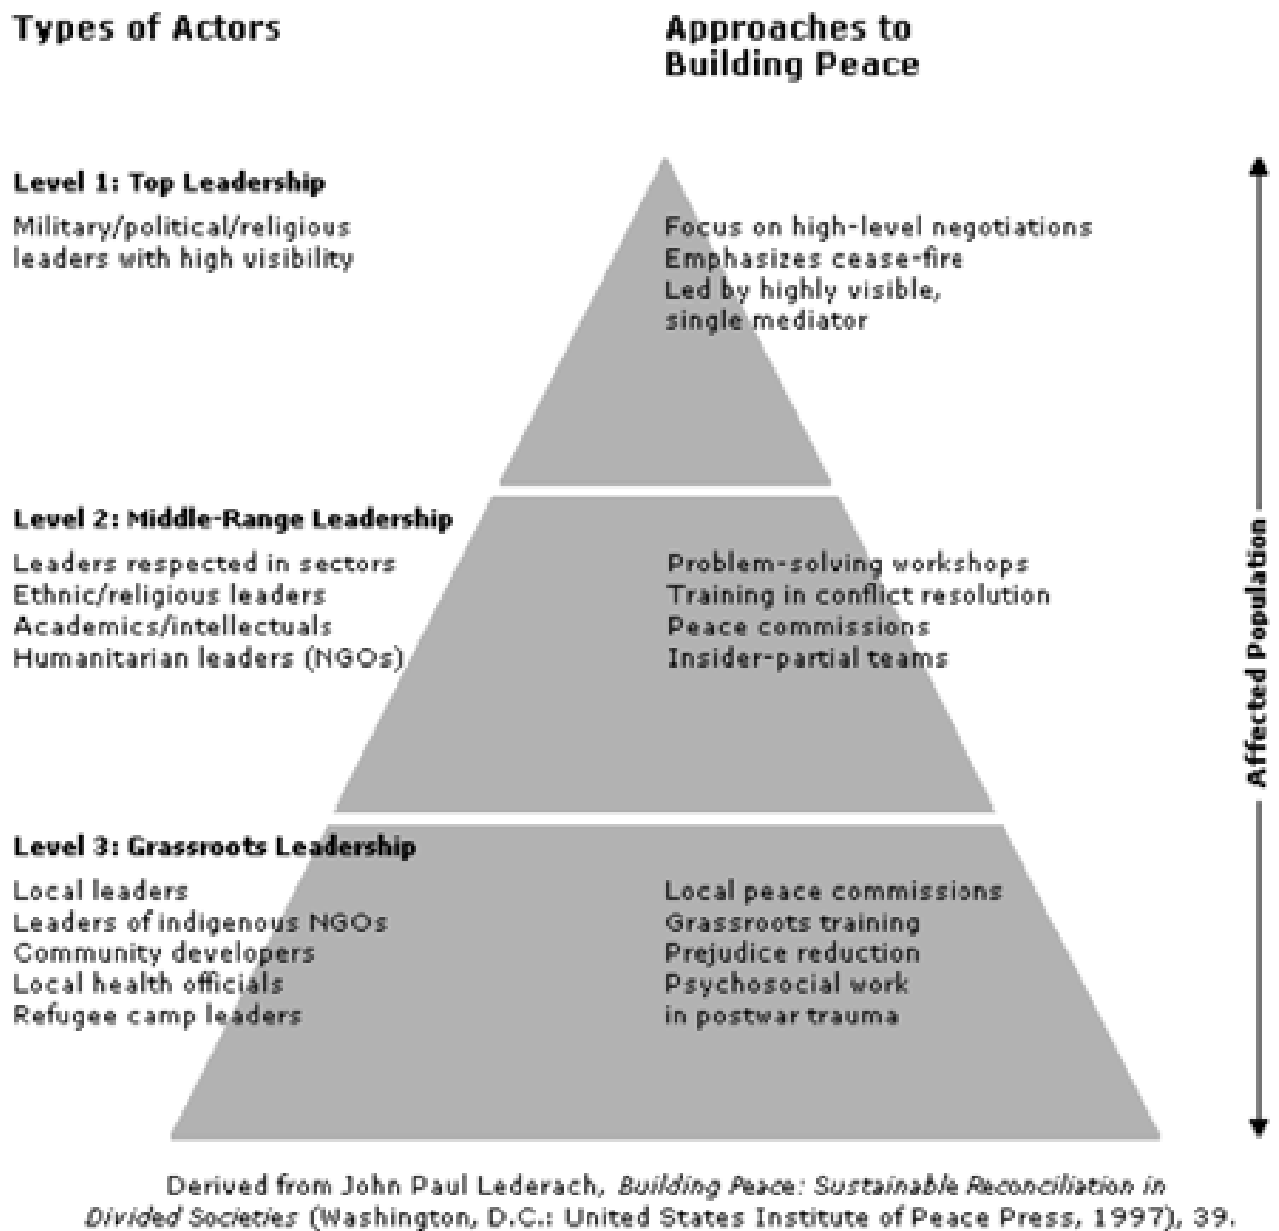 Types of Actors
Approaches to
Building Peace
Level 1: Top Leadership
Military/political/religious
leaders with high visibility
Focus on high-level negotiations
Emphasizes cease-fire
Led by highly visible,
single mediator
Level 2: Middle-Range Leadership
Leaders respected in sectors
Ethnic/religious leaders
Academics/intellectuals
Humanitarian leaders (NGOs)
Problem-solving workshops
Training in conflict resolution
Peace commissions
Insider-partial teams
Level 3: Grassroots Leadership
Local leaders
Leaders of indigenous NGOs
Community developers
Local health officials
Refugee camp leaders
Local peace commissions
Grassroots training
Prejudice reduction
Psychosocial work
in postwar trauma
Affected Population
Derived from John Paul Lederach, Building Peace: Sustainable Reconciliation in
Divided Societies (Washington, D.C.: United States Institute of Peace Press, 1997), 39.